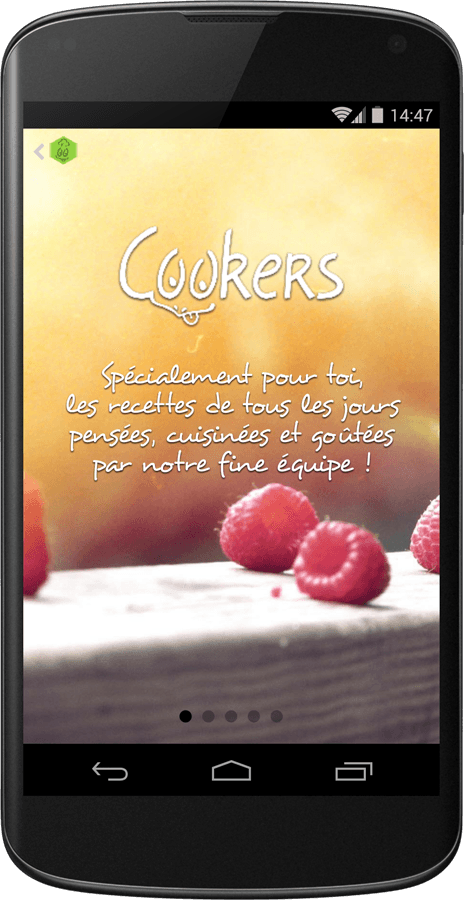 14:47
Cookers
Spécialement pour toi,
les recettes de tous les jours
pensées, cuisinées et goûtées
par notre fine équipe !